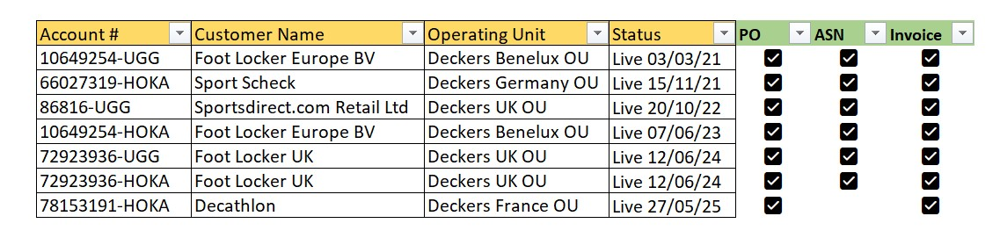 Account # Customer Name Operating Unit Status PO ASN Invoice
10649254-UGG Foot Locker Europe BV Deckers Benelux OU Live 03/03/21
66027319-HOKA Sport Scheck Deckers Germany OU Live 15/11/21
86816-UGG Sportsdirect.com Retail Ltd Deckers UK OU Live 20/10/22
10649254-HOKA Foot Locker Europe BV Deckers Benelux OU Live 07/06/23
72923936-UGG Foot Locker UK Deckers UK OU Live 12/06/24
72923936-HOKA Foot Locker UK Deckers UK OU Live 12/06/24
78153191-HOKA Decathlon Deckers France OU Live 27/05/25